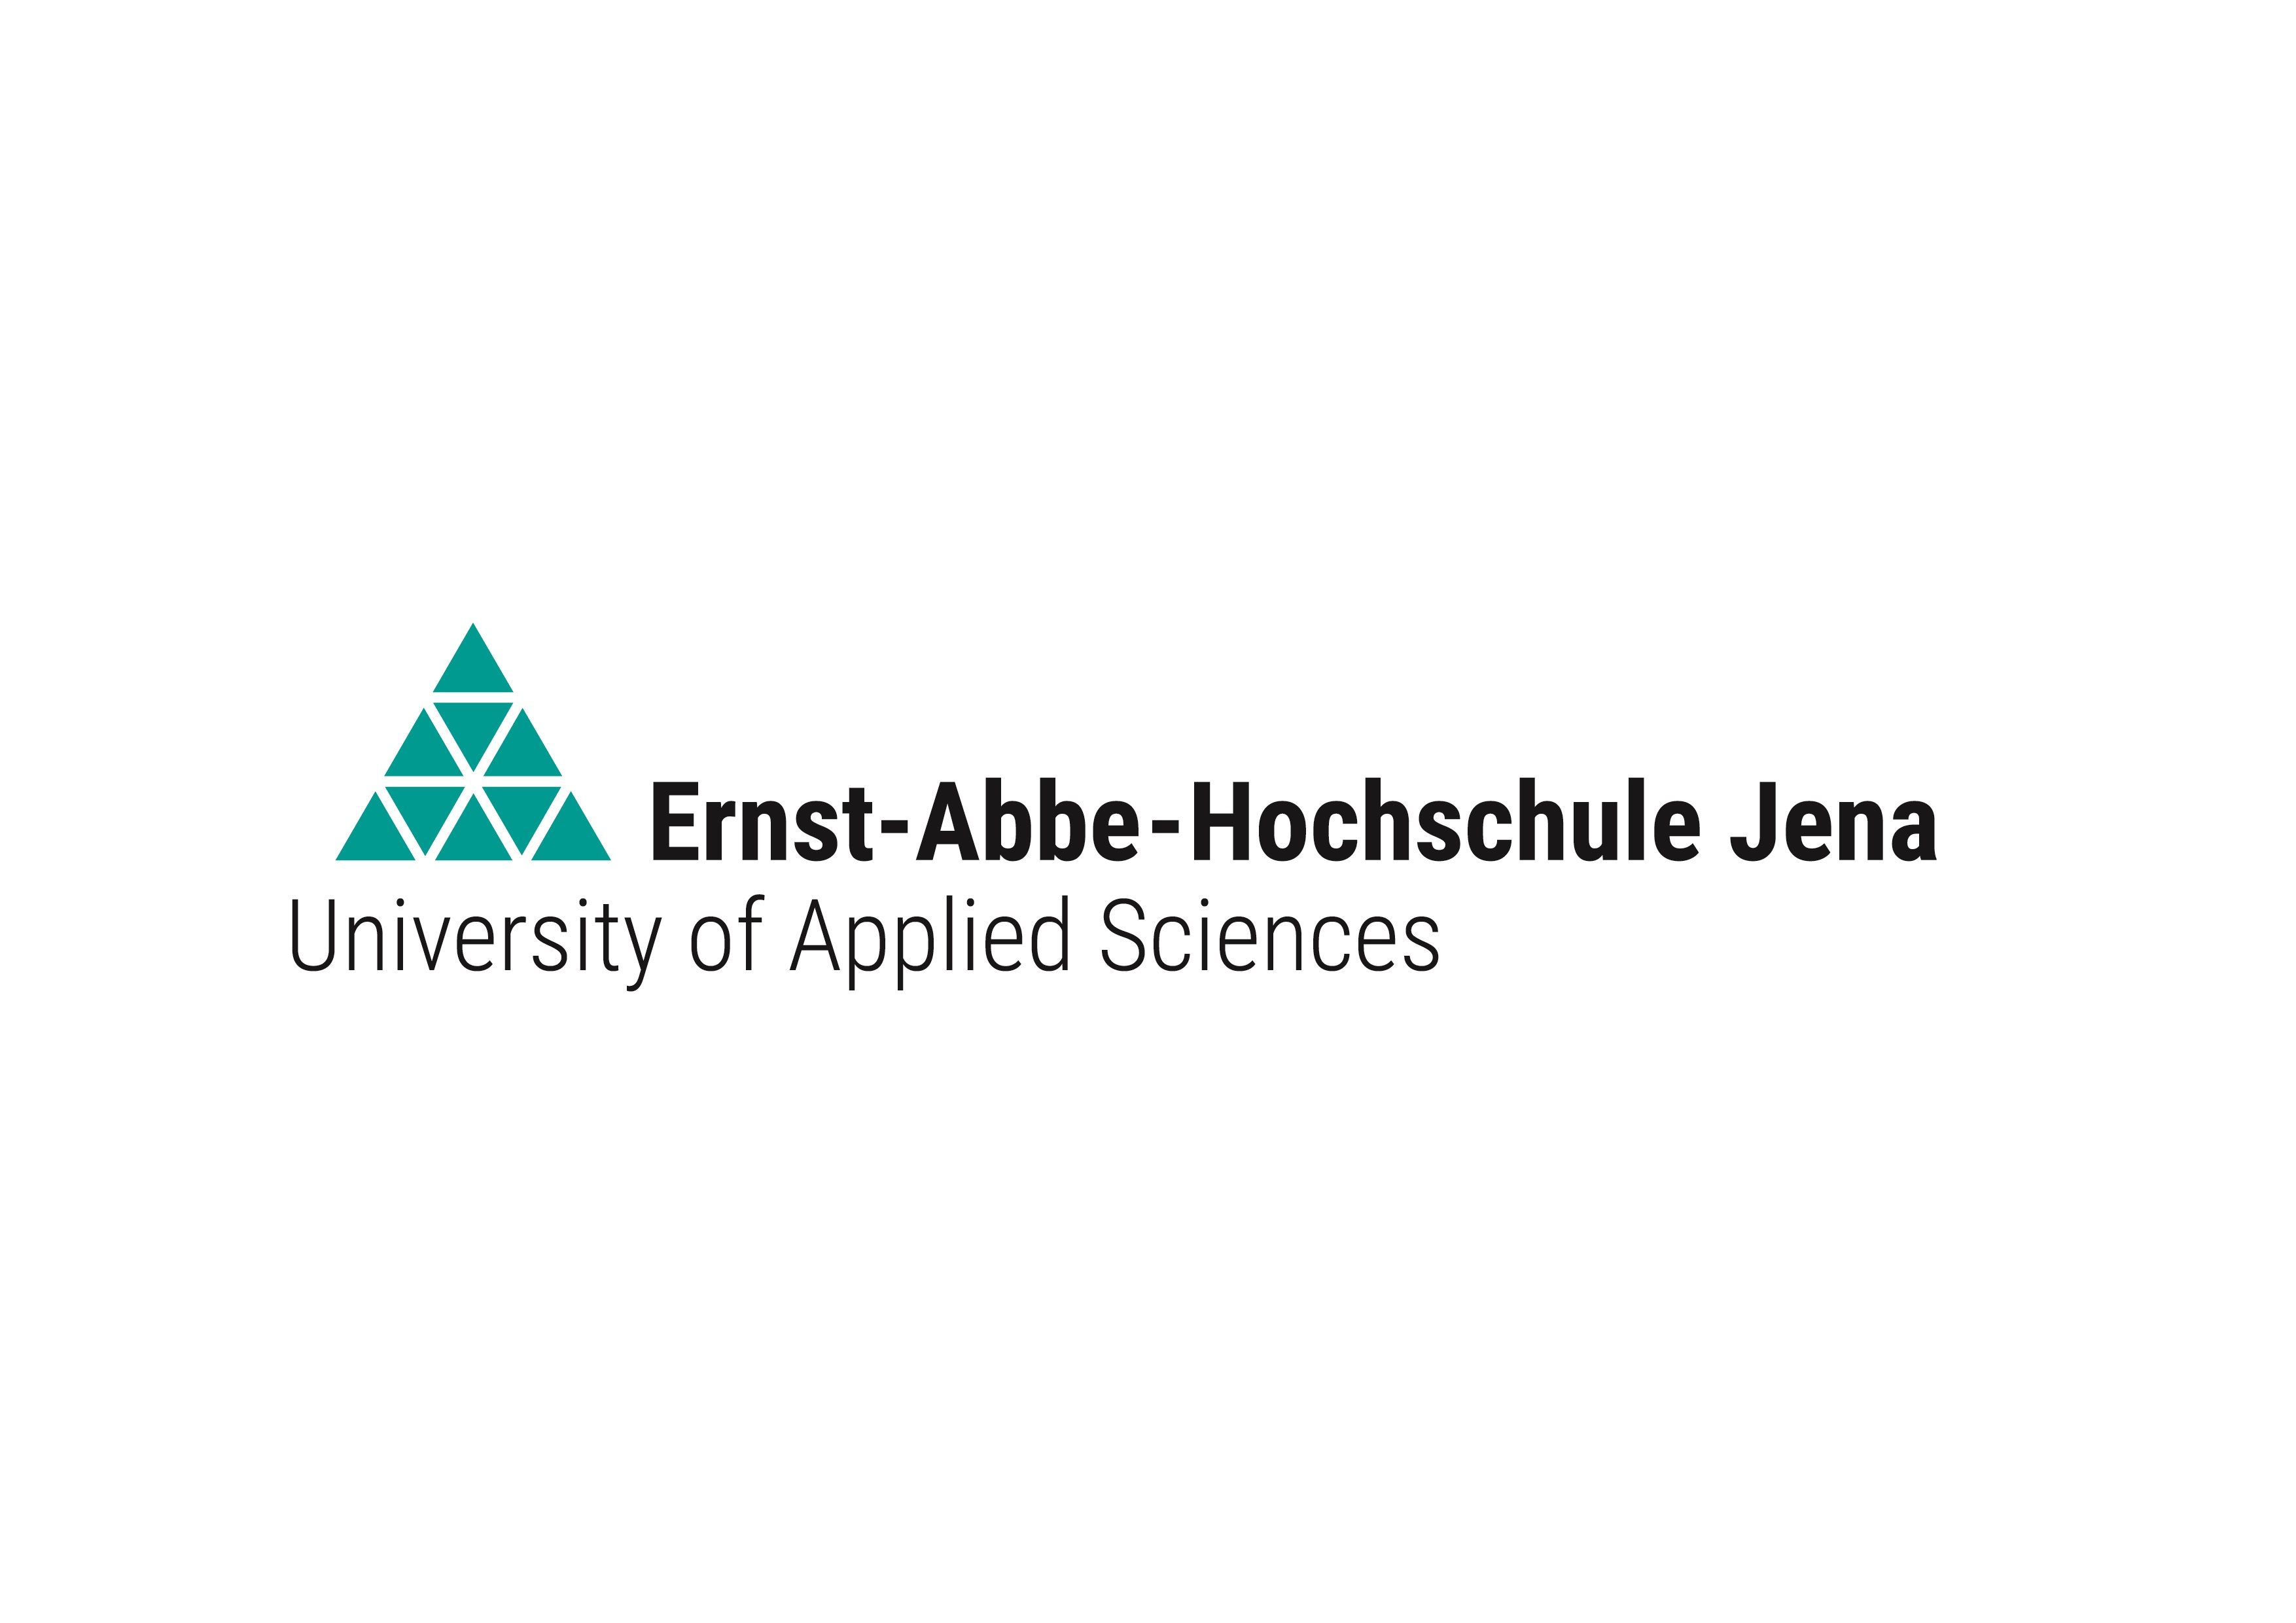 Ernst-Abbe-Hochschule Jena
University of Applied Sciences